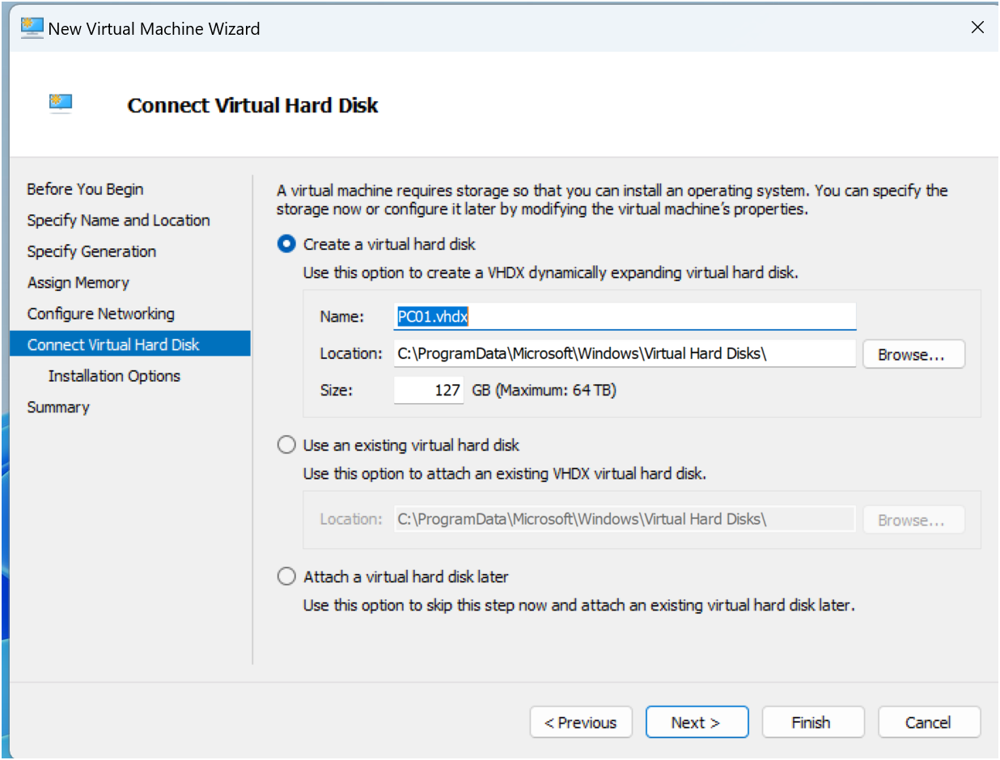 New Virtual Machine Wizard
Connect Virtual Hard Disk
Before You Begin
Specify Name and Location
Specify Generation
Assign Memory
Configure Networking
Connect Virtual Hard Disk
Installation Options
Summary
A virtual machine requires storage so that you can install an operating system. You can specify the
storage now or configure it later by modifying the virtual machine's properties.
Create a virtual hard disk
Use this option to create a VHDX dynamically expanding virtual hard disk.
Name: PC01.vhdx
Location: C:\ProgramData\Microsoft\Windows\Virtual Hard Disks\ Browse...
Size: 127 GB (Maximum: 64 TB)
Use an existing virtual hard disk
Use this option to attach an existing VHDX virtual hard disk.
Location: C:\ProgramData\Microsoft\Windows\Virtual Hard Disks\ Browse...
Attach a virtual hard disk later
Use this option to skip this step now and attach an existing virtual hard disk later.
< Previous Next > Finish Cancel